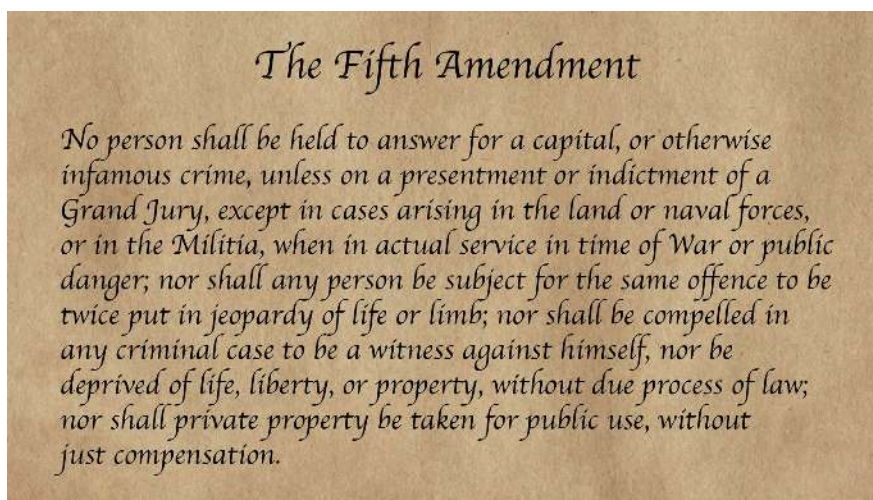 The Fifth Amendment
No person shall be held to answer for a capital, or otherwise
infamous crime, unless on a presentment or indictment of a
Grand Jury, except in cases arising in the land or naval forces,
or in the Militia, when in actual service in time of War or public
danger; nor shall any person be subject for the same offence to be
twice put in jeopardy of life or limb; nor shall be compelled in
any criminal case to be a witness against himself, nor be
deprived of life, liberty, or property, without due process of law;
nor shall private property be taken for public use, without
just compensation.